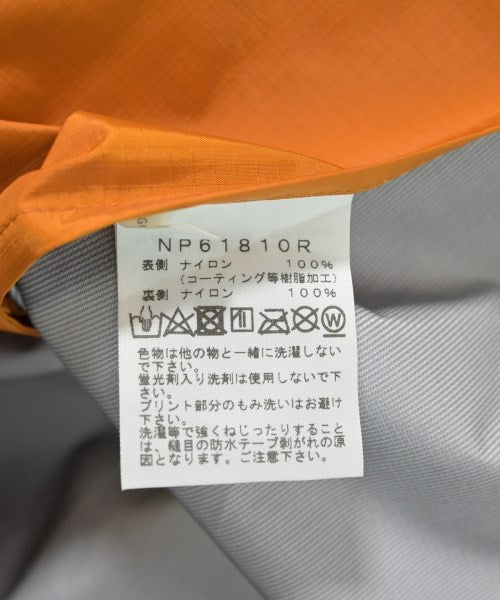 NP61810R
表側 ナイロン 100%
(コーティング等樹脂加工)
裏側 ナイロン 100%
色物は他の物と一緒に洗濯しない
で下さい。
蛍光剤入り洗剤は使用しないで下
さい。
プリント部分のもみ洗いはお避け
下さい。
洗濯等で強くねじったりすること
は、縫目の防水テープ剥がれの原
因となります。ご注意下さい。